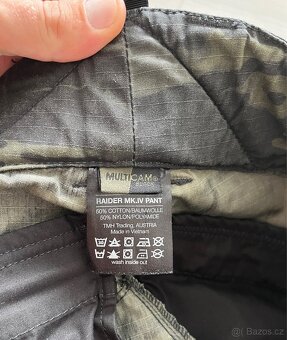 MULTICAM
RAIDER MK.IV PANT
50% COTTON/BAUMWOLLE
50% NYLON/POLYAMIDE
TMH Trading, AUSTRIA
Made in Vietnam
wash inside out
Bazos.cz